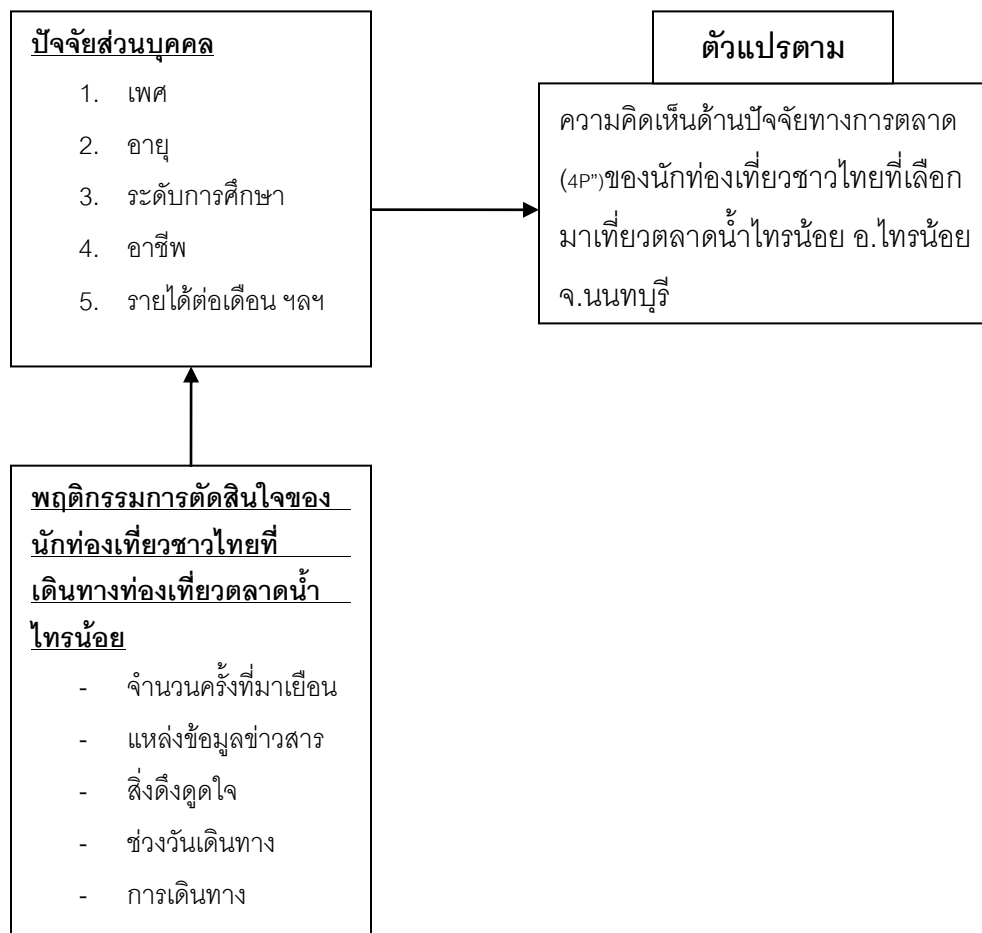 ปัจจัยส่วนบุคคล
1. เพศ
2. อายุ
3. ระดับการศึกษา
4. อาชีพ
5. รายได้ต่อเดือน ฯลฯ
ตัวแปรตาม
ความคิดเห็นด้านปัจจัยทางการตลาด
(4P")ของนักท่องเที่ยวชาวไทยที่เลือก
มาเที่ยวตลาดน้ำไทรน้อย อ.ไทรน้อย
จ.นนทบุรี
พฤติกรรมการตัดสินใจของ
นักท่องเที่ยวชาวไทยที่
เดินทางท่องเที่ยวตลาดน้ำ
ไทรน้อย
- จำนวนครั้งที่มาเยือน
- แหล่งข้อมูลข่าวสาร
- สิ่งดึงดูดใจ
- ช่วงวันเดินทาง
- การเดินทาง